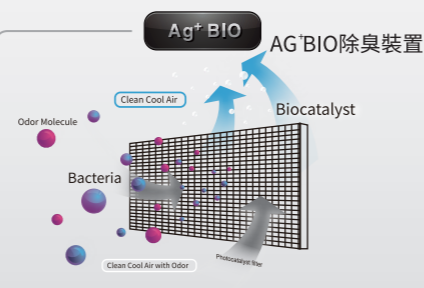 Ag⁺ BIO
AG⁺BIO除臭裝置
Clean Cool Air
Biocatalyst
Odor Molecule
Bacteria
Photocatalyst filter
Clean Cool Air with Odor